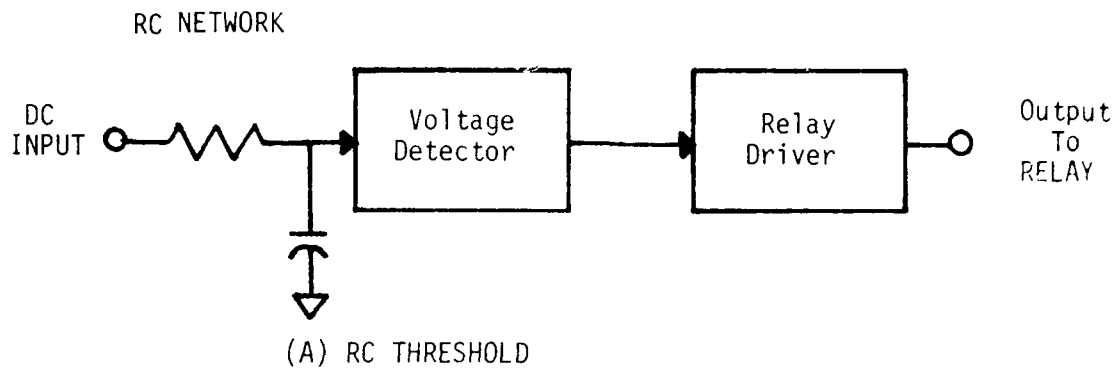 RC NETWORK
DC
INPUT
Voltage
Detector
Relay
Driver
Output
To
RELAY
(A) RC THRESHOLD